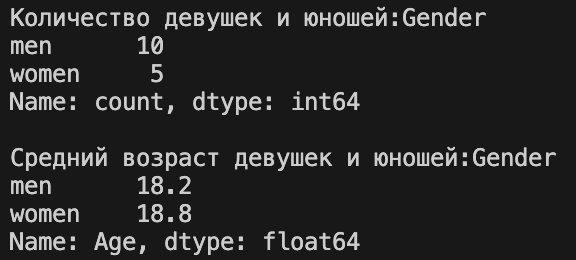 Количество девушек и юношей:Gender
men      10
women     5
Name: count, dtype: int64

Средний возраст девушек и юношей:Gender
men      18.2
women    18.8
Name: Age, dtype: float64